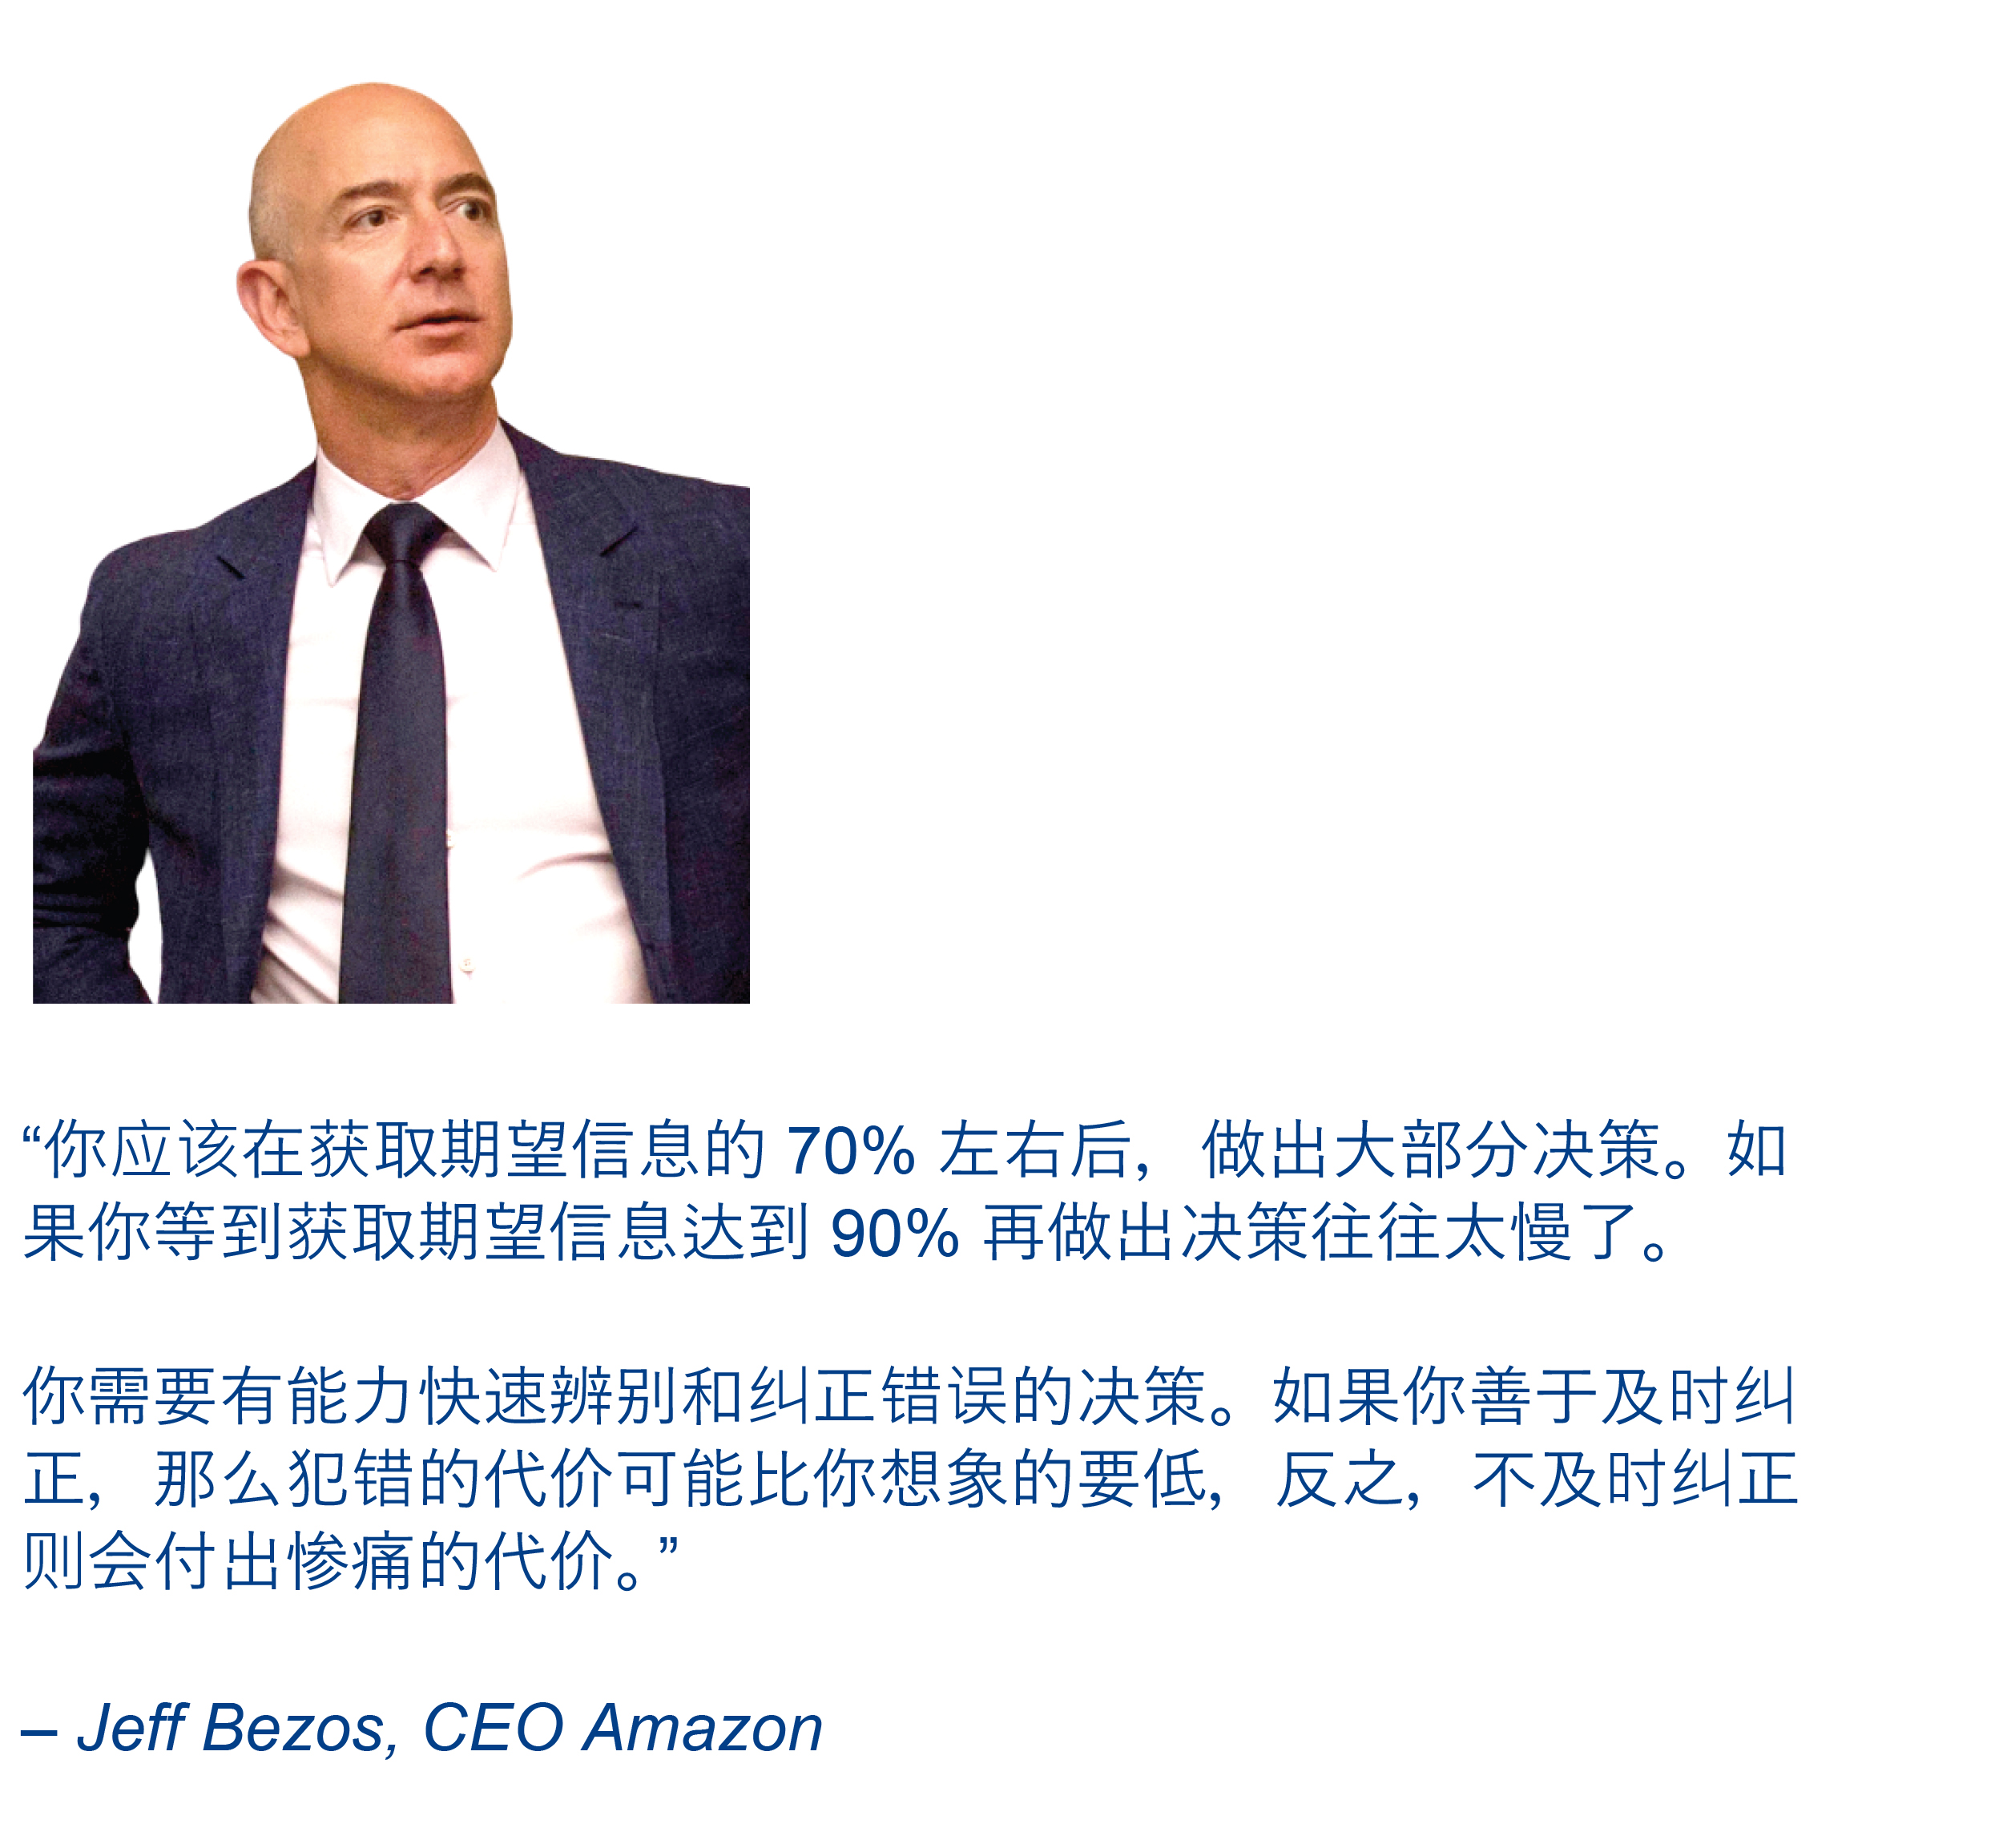 “你应该在获取期望信息的 70% 左右后，做出大部分决策。如
果你等到获取期望信息达到 90% 再做出决策往往太慢了。
你需要有能力快速辨别和纠正错误的决策。如果你善于及时纠
正，那么犯错的代价可能比你想象的要低，反之，不及时纠正
则会付出惨痛的代价。”
– Jeff Bezos, CEO Amazon